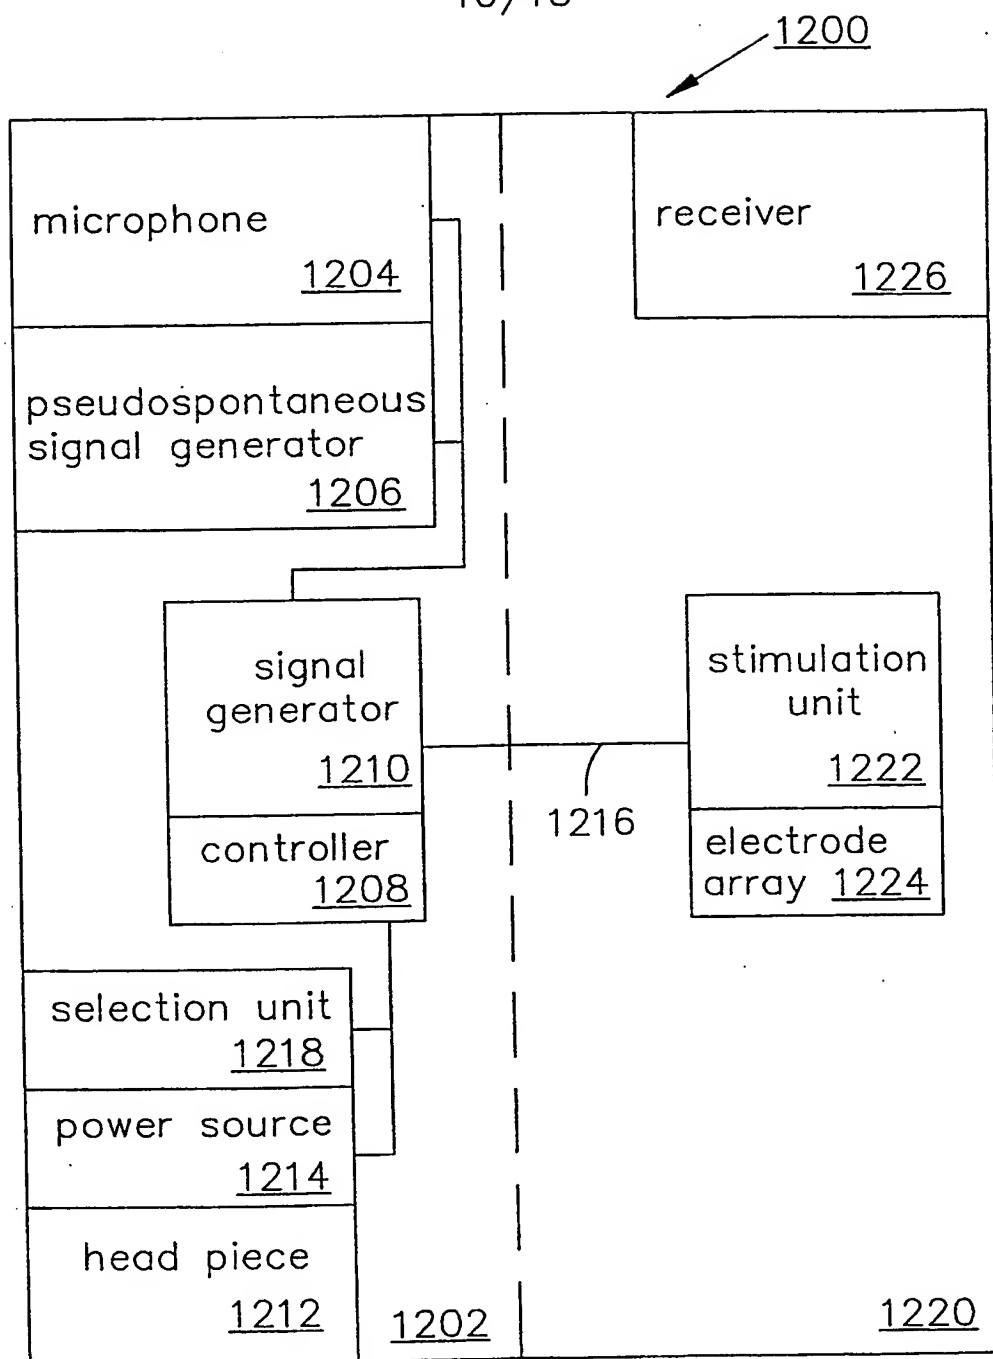 1200
microphone
1204
receiver
1226
pseudospontaneous
signal generator
1206
signal
generator
1210
controller
1208
1216
stimulation
unit
1222
electrode
array 1224
selection unit
1218
power source
1214
head piece
1212
1202
1220